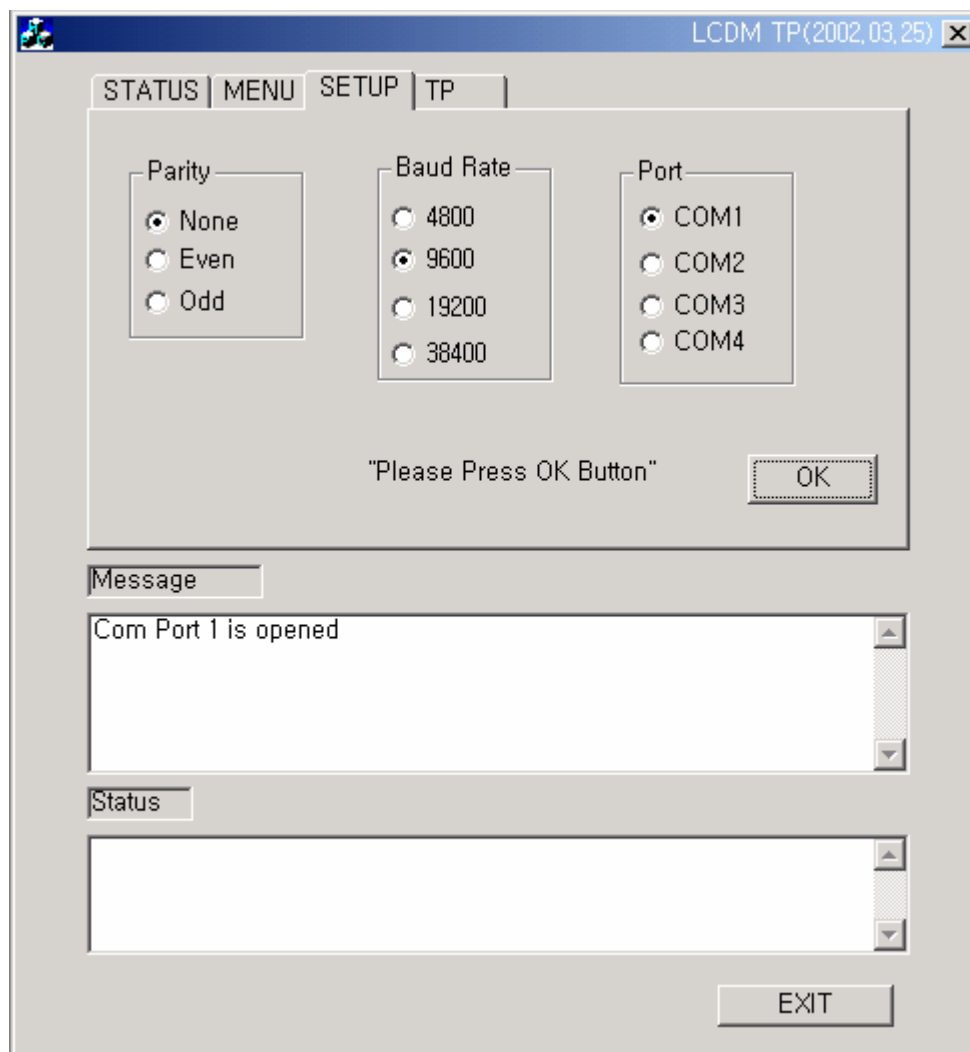 LCDM TP(2002,03,25)
STATUS MENU SETUP TP
Parity
None
Even
Odd
Baud Rate
4800
9600
19200
38400
Port
COM1
COM2
COM3
COM4
"Please Press OK Button"
OK
Message
Com Port 1 is opened
Status
EXIT